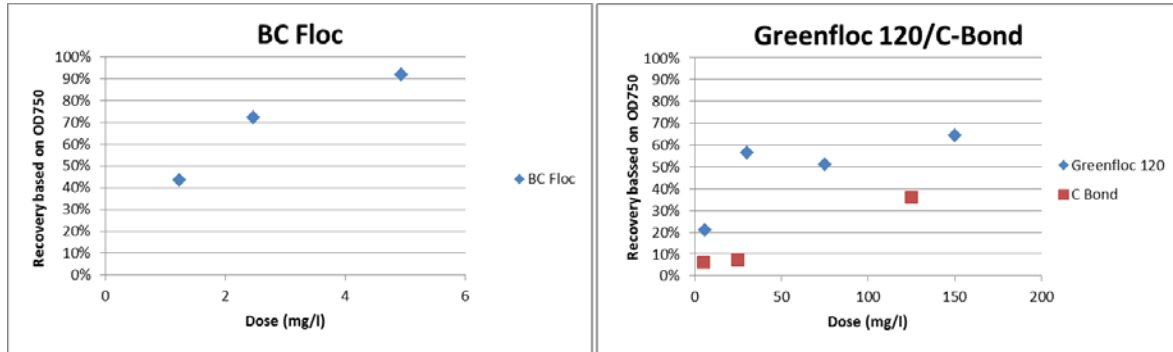 BC Floc
100%
90%
80%
70%
60%
50%
40%
30%
20%
10%
0%
Recovery based on OD750
0 2 4 6
Dose (mg/l)
BC Floc
Greenfloc 120/C-Bond
100%
90%
80%
70%
60%
50%
40%
30%
20%
10%
0%
Recovery baSsed on OD750
0 50 100 150 200
Dose (mg/l)
Greenfloc 120
C Bond